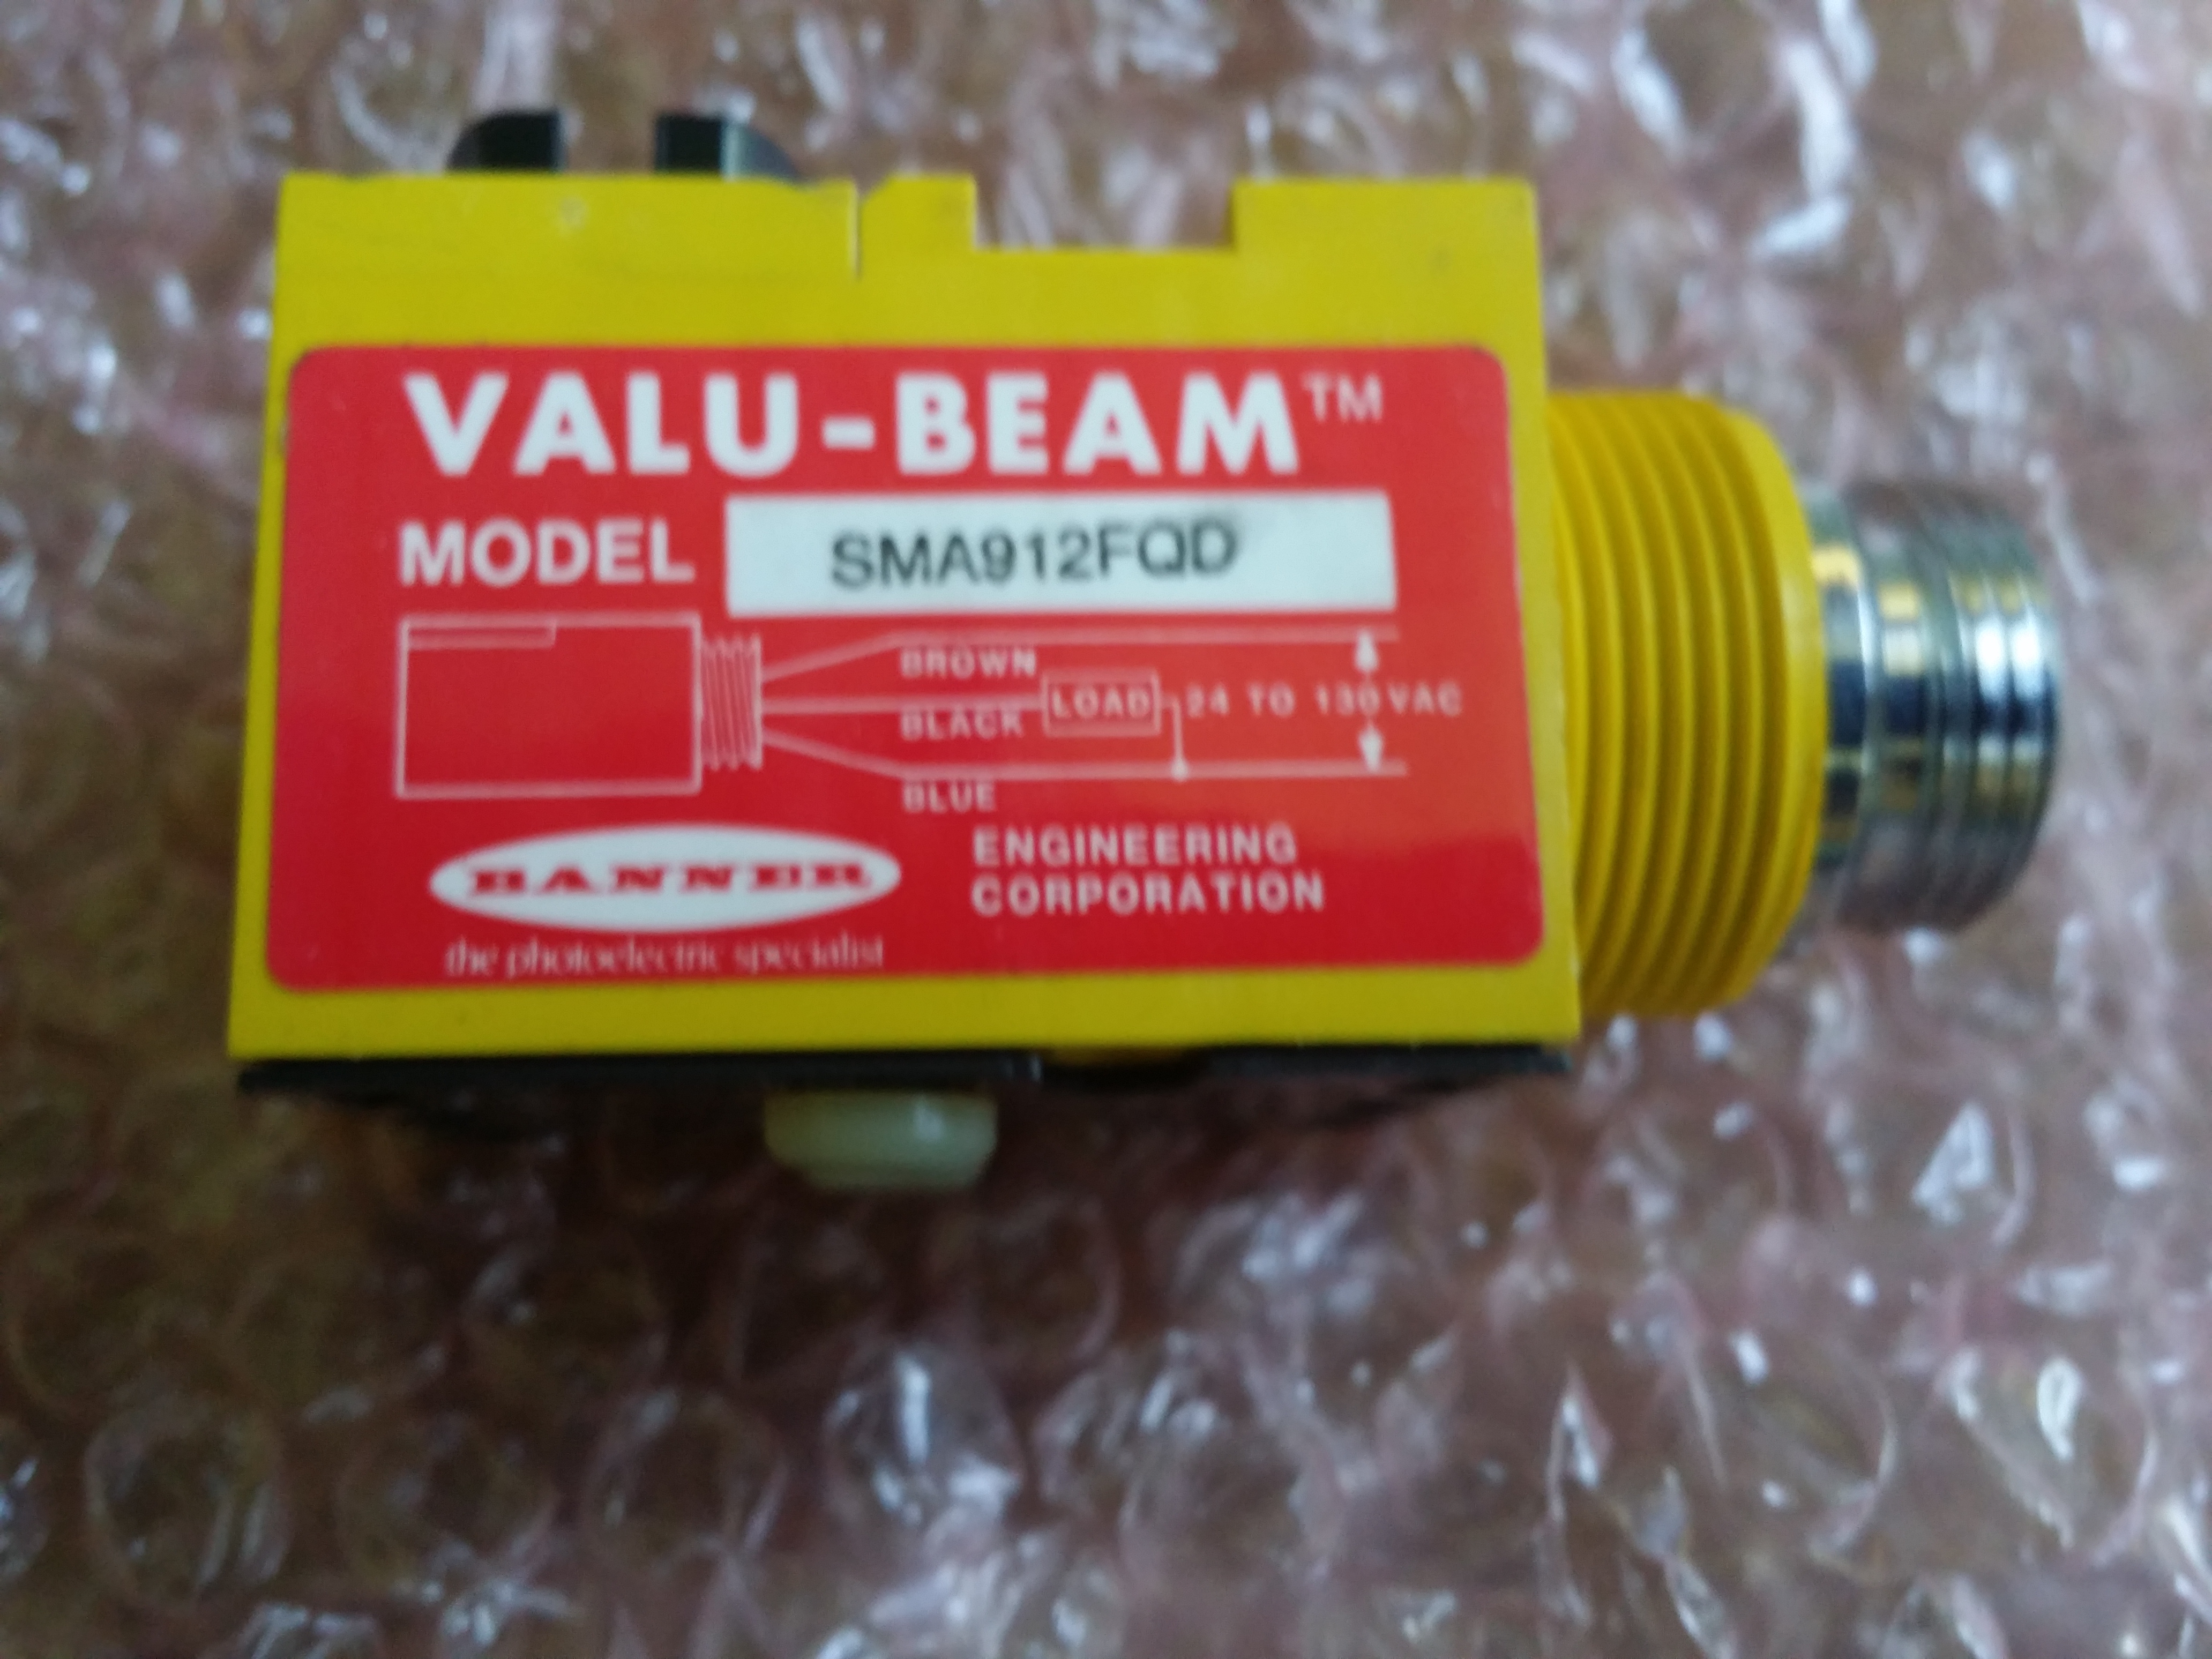 VALU-BEAM™
MODEL SMA912FQD
BROWN
BLACK
LOAD
24 TO 130 VAC
BLUE
BANNER
ENGINEERING
CORPORATION
the photoelectric specialist